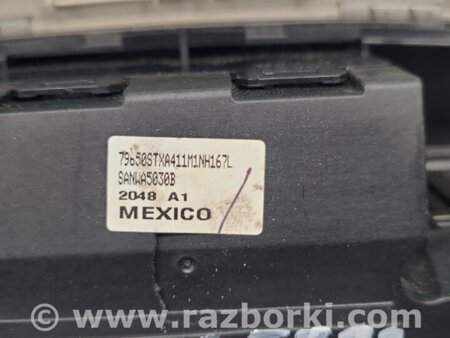 79650STXA411M1NH167L
SANWA5030B
2048 A1
MEXICO
© www.razborki.com